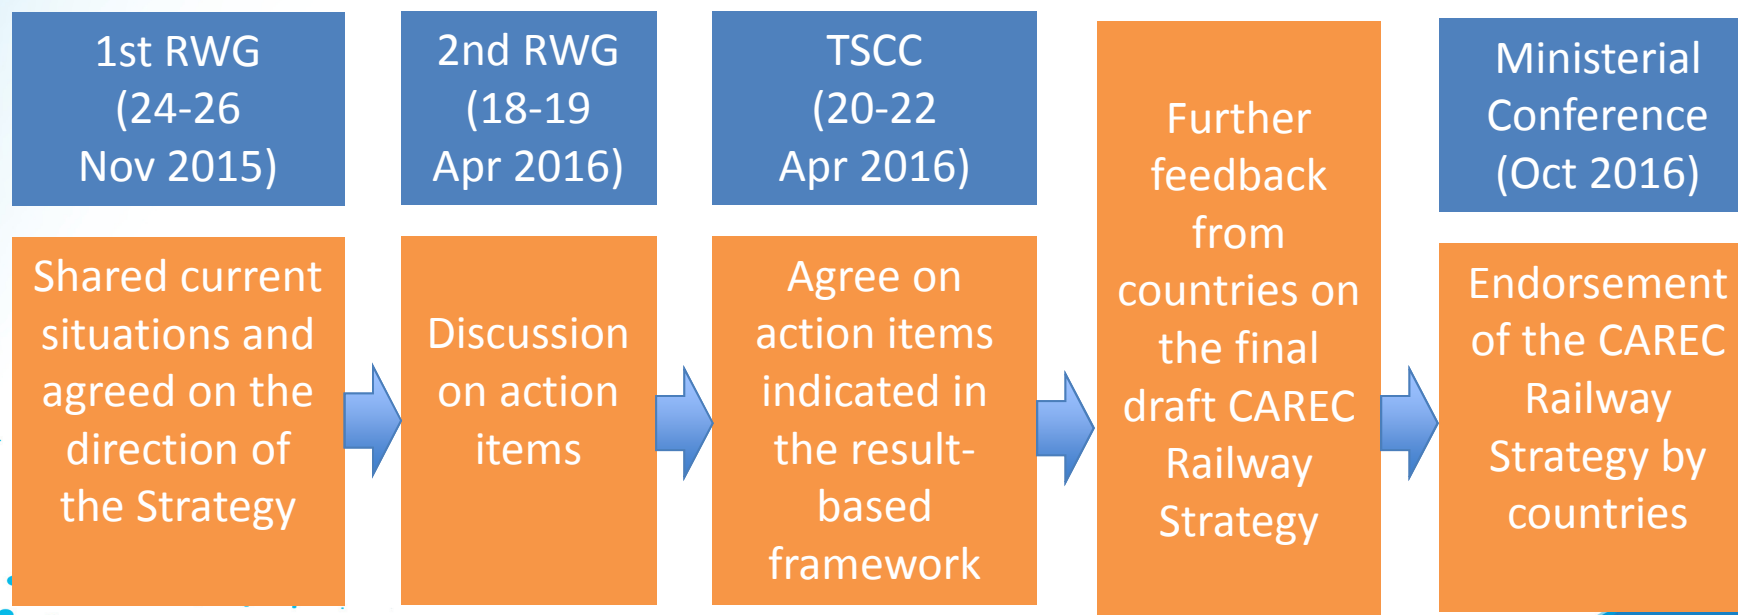 1st RWG
(24-26
Nov 2015)
Shared current
situations and
agreed on the
direction of
the Strategy
2nd RWG
(18-19
Apr 2016)
Discussion
on action
items
TSCC
(20-22
Apr 2016)
Agree on
action items
indicated in
the result-
based
framework
Further
feedback
from
countries on
the final
draft CAREC
Railway
Strategy
Ministerial
Conference
(Oct 2016)
Endorsement
of the CAREC
Railway
Strategy by
countries